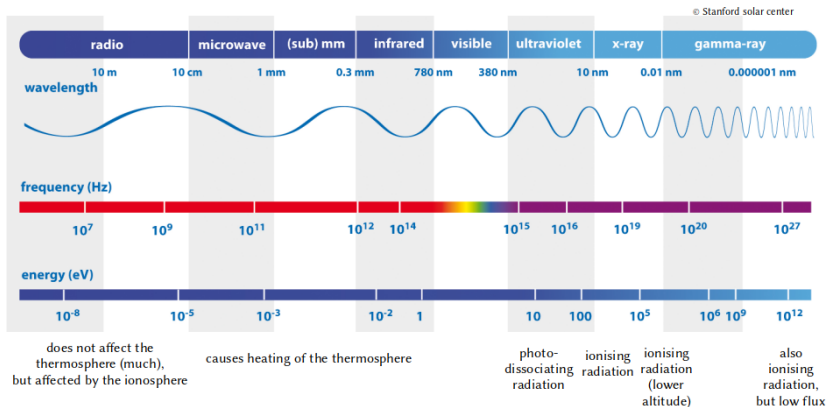 © Stanford solar center
radio microwave (sub) mm infrared visible ultraviolet x-ray gamma-ray
10 m 10 cm 1 mm 0.3 mm 780 nm 380 nm 10 nm 0.01 nm 0.000001 nm
wavelength
frequency (Hz)
10⁷ 10⁹ 10¹¹ 10¹² 10¹⁴ 10¹⁵ 10¹⁶ 10¹⁹ 10²⁰ 10²⁷
energy (eV)
10⁻⁸ 10⁻⁵ 10⁻³ 10⁻² 1 10 100 10⁵ 10⁶ 10⁹ 10¹²
does not affect the
thermosphere (much),
but affected by the ionosphere
causes heating of the thermosphere
photo-
dissociating
radiation
ionising
radiation
ionising
radiation
(lower
altitude)
also
ionising
radiation,
but low flux